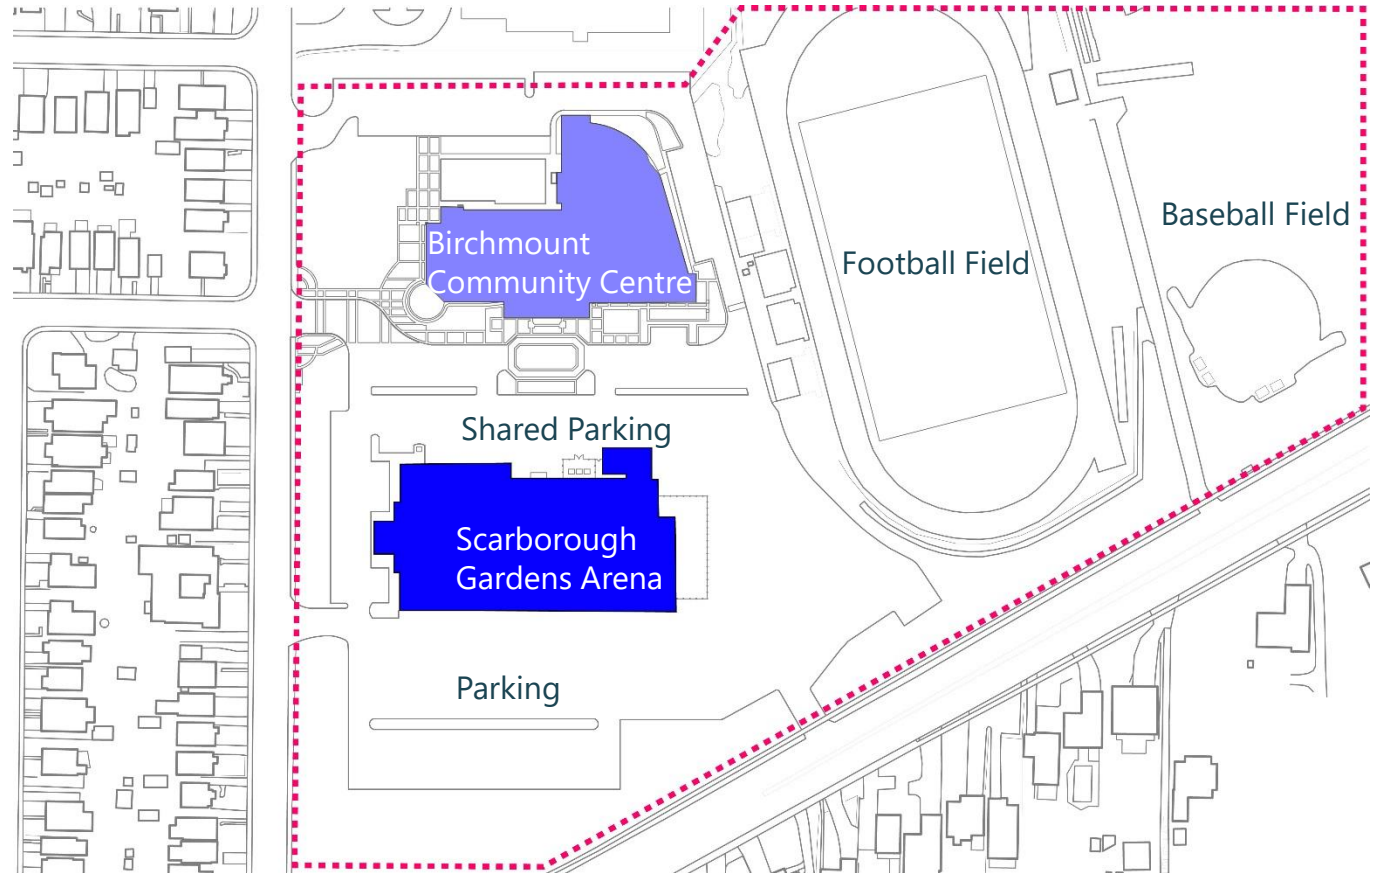 Baseball Field
Birchmount
Community Centre
Football Field
Shared Parking
Scarborough
Gardens Arena
Parking